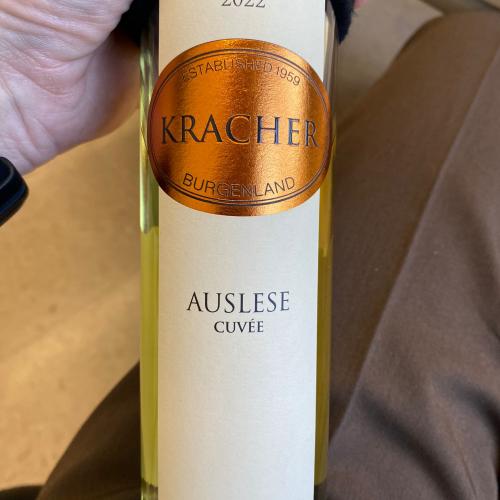 2022
ESTABLISHED 1959
KRACHER
BURGENLAND
AUSLESE
CUVÉE